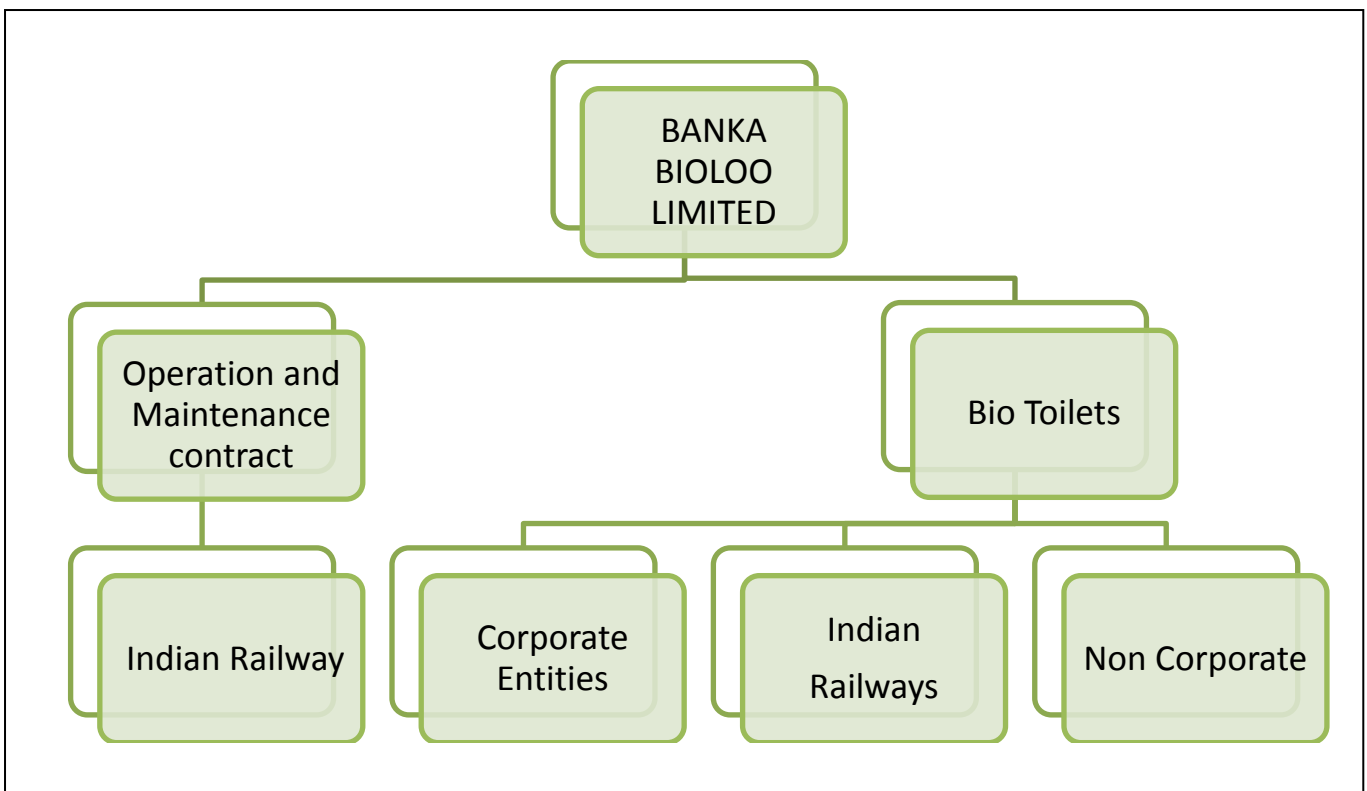 BANKA
BIOLOO
LIMITED
Operation and
Maintenance
contract
Bio Toilets
Indian Railway
Corporate
Entities
Indian
Railways
Non Corporate